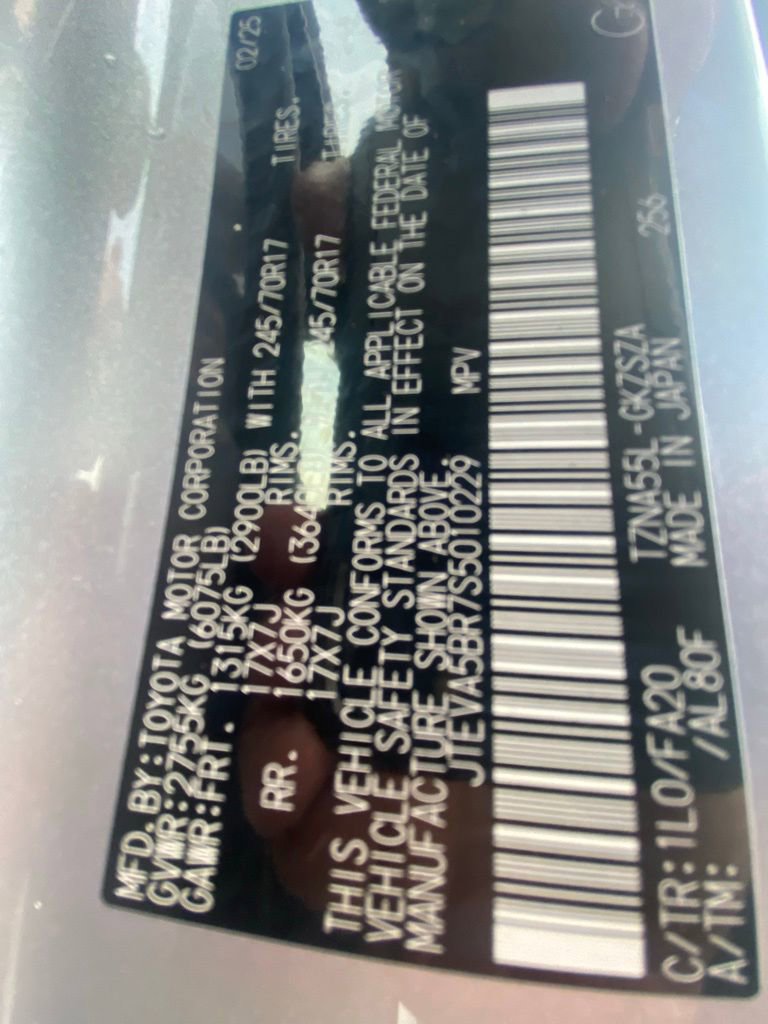 MFD.BY:TOYOTA MOTOR CORPORATION 02/25
GVWR:2755KG (6075LB)
GAWR:FRT. 1315KG (2900LB) WITH 245/70R17 TIRES.
17X7J RIMS.
RR. 1650KG 45/70R17 TIRES.
17X7J RIMS.
THIS VEHICLE CONFORMS TO ALL APPLICABLE FEDERAL MOTOR
VEHICLE SAFETY STANDARDS IN EFFECT ON THE DATE OF
MANUFACTURE SHOWN ABOVE.
JTEVA5BR7S5010229 MPV
C/TR:1L0/FA20 TZNA55L-GKZSZA 256
A/TM: /AL80F MADE IN JAPAN